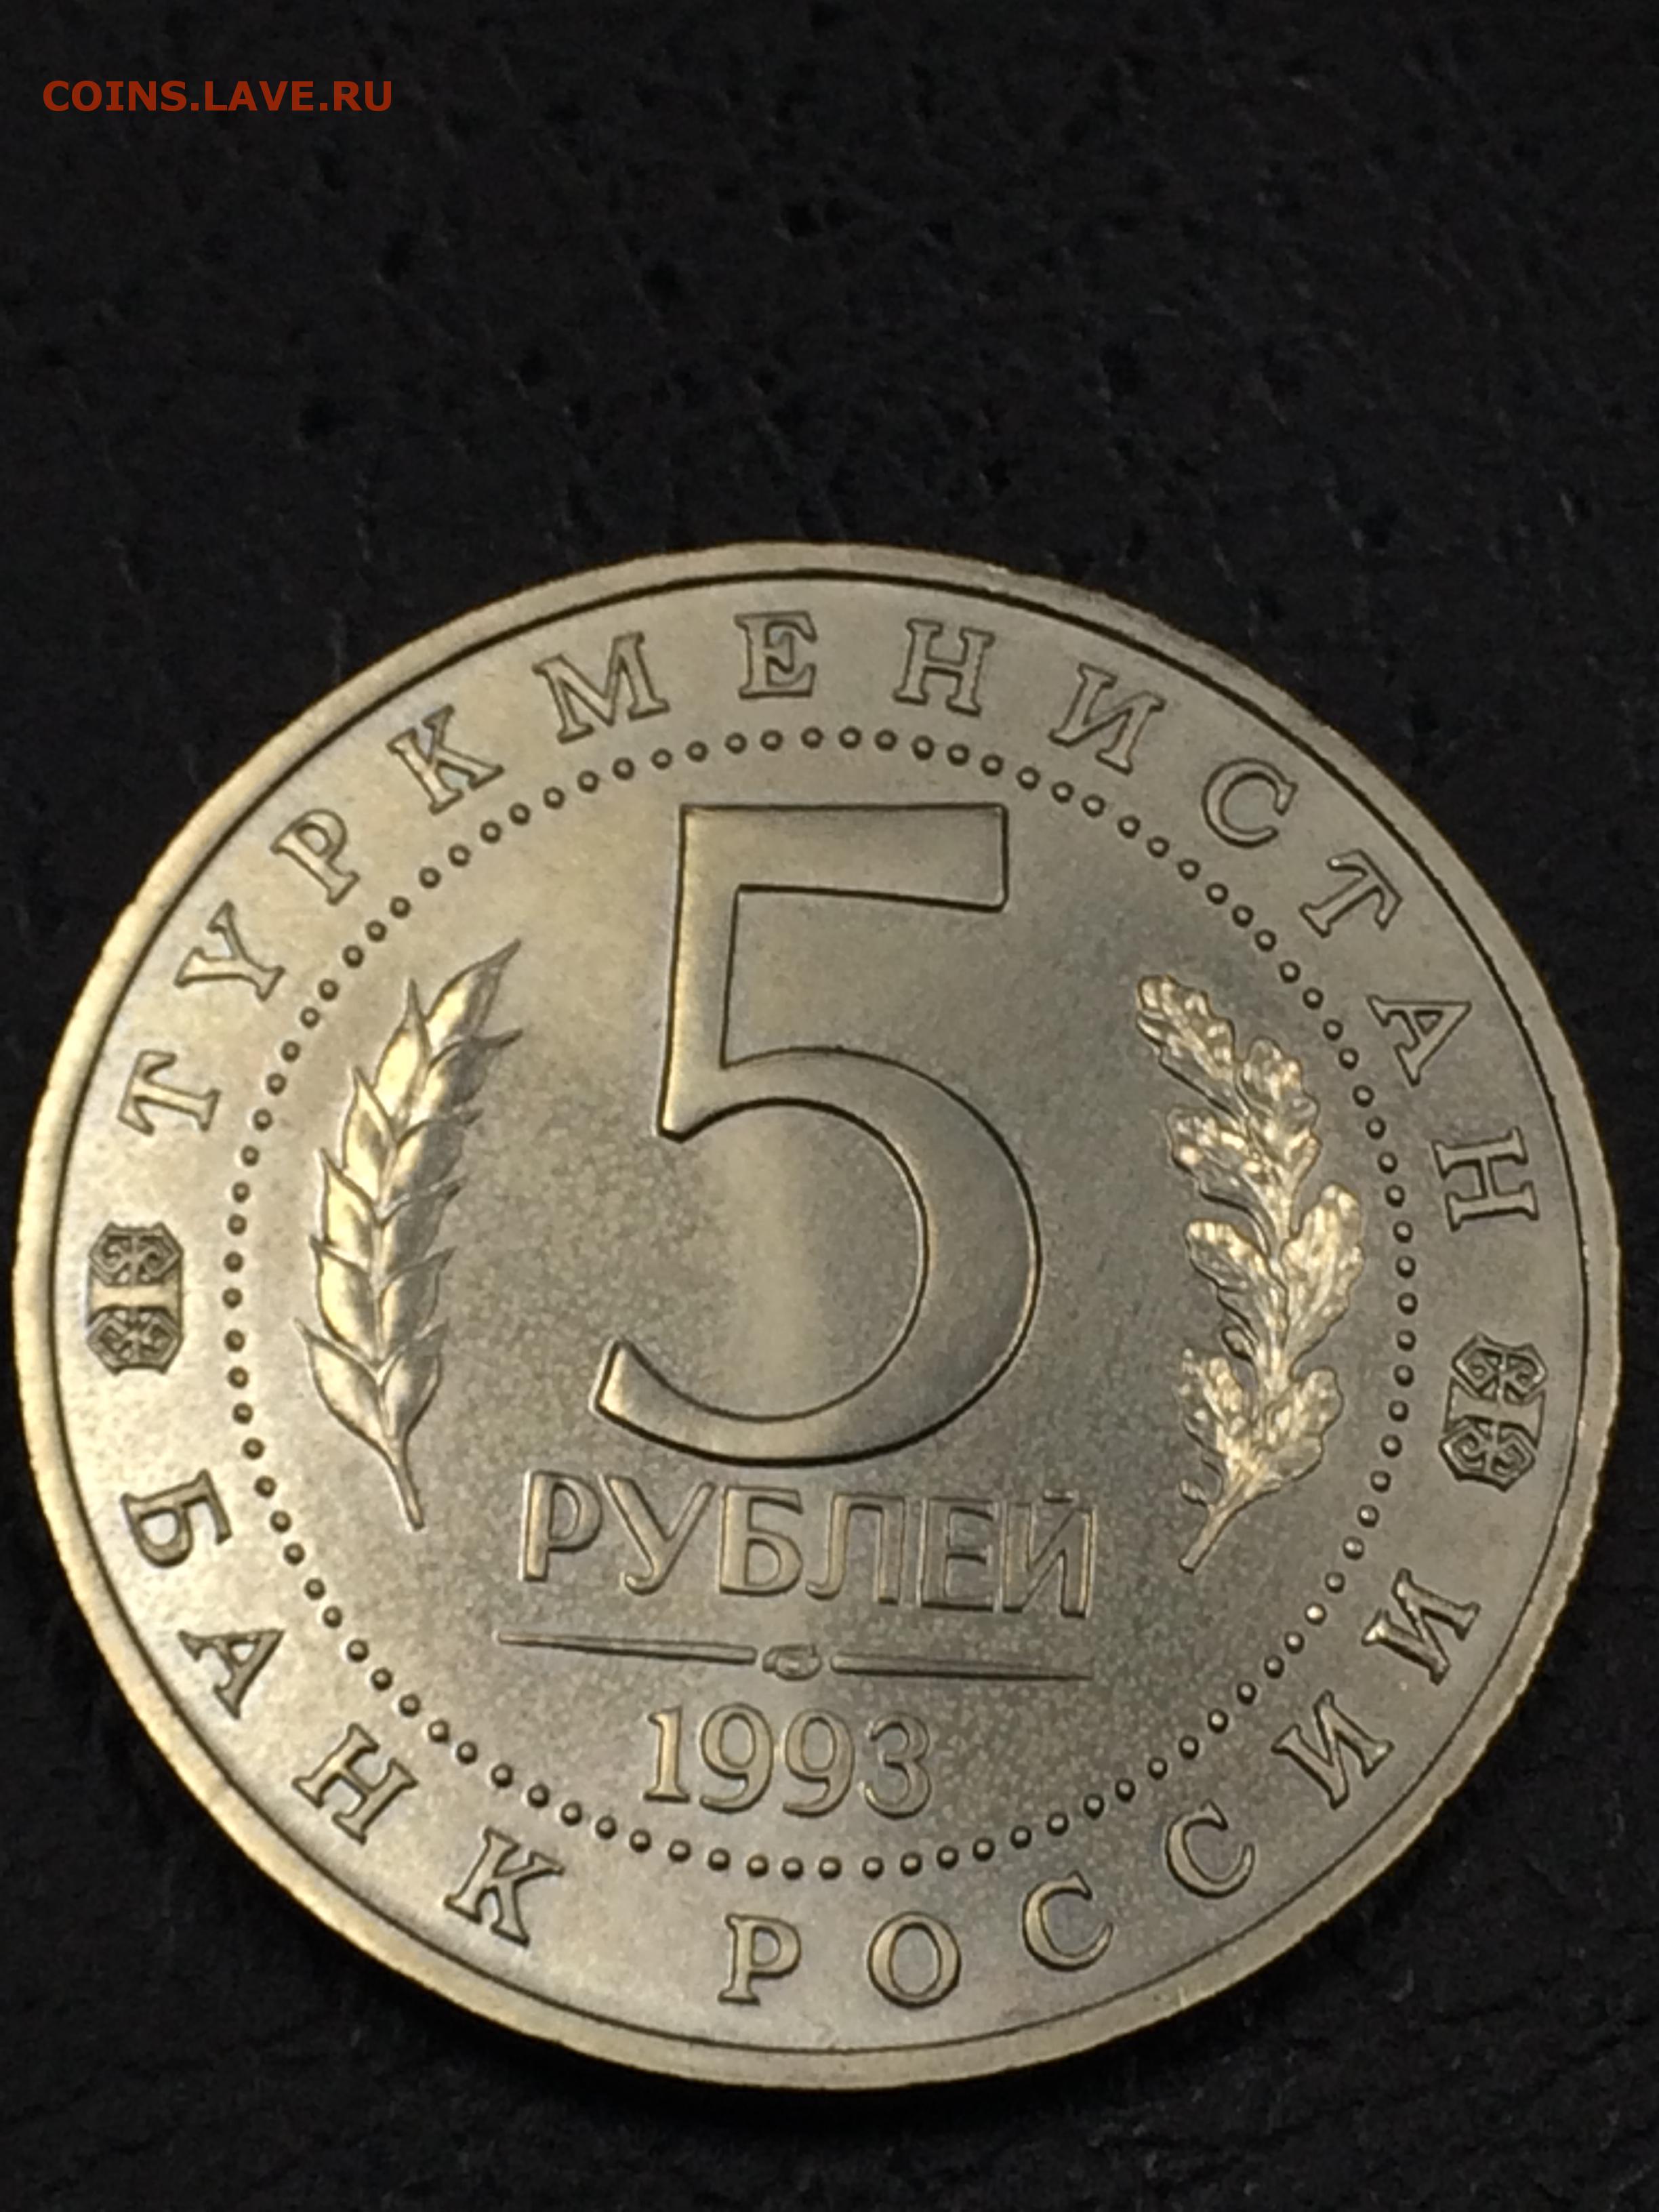 COINS.LAVE.RU
ТУРКМЕНИСТАН
5
РУБЛЕЙ
1993
БАНК РОССИИ